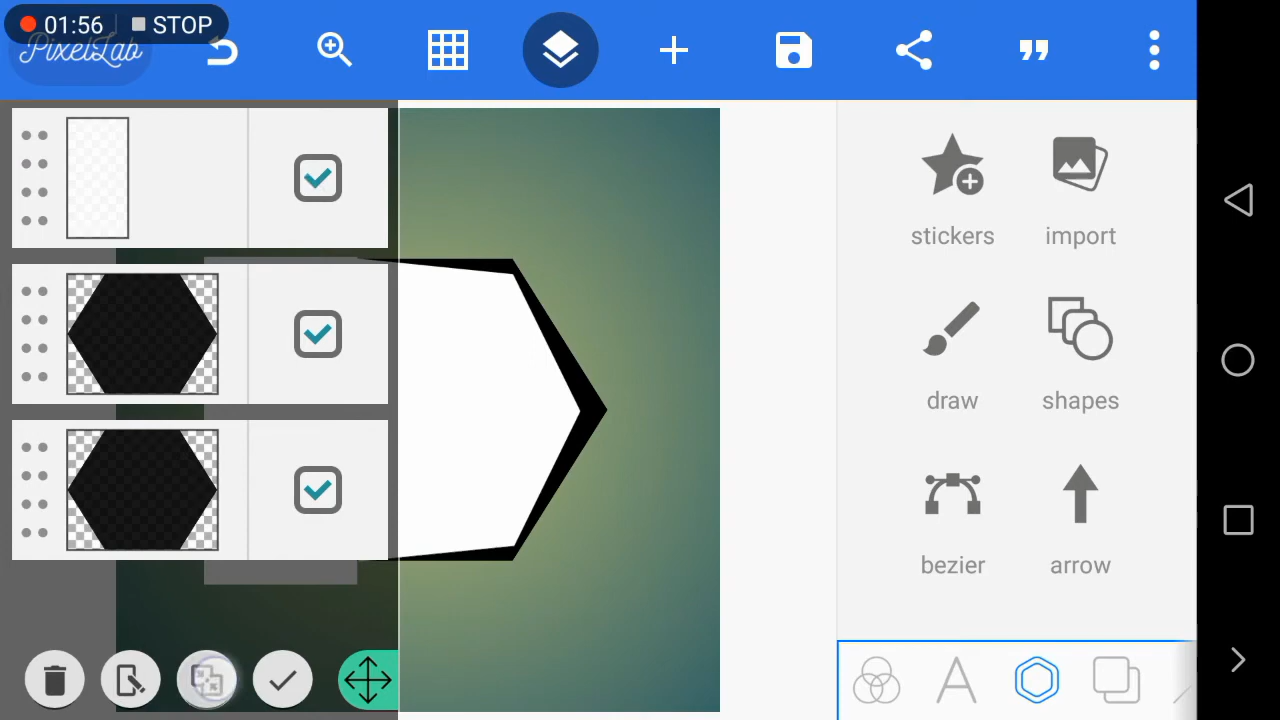 01:56 STOP
PixelLab
stickers import
draw shapes
bezier arrow